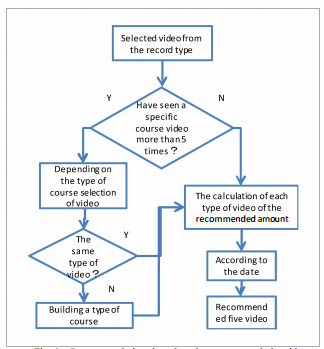 Selected video from
the record type
Y
N
Have seen a
specific
course video
more than 5
times ?
Depending on
the type of
course selection
of video
The calculation of each
type of video of the
recommended amount
The
same
type of
video ?
Y
N
According to
the date
Building a type of
course
Recommend
ed five video